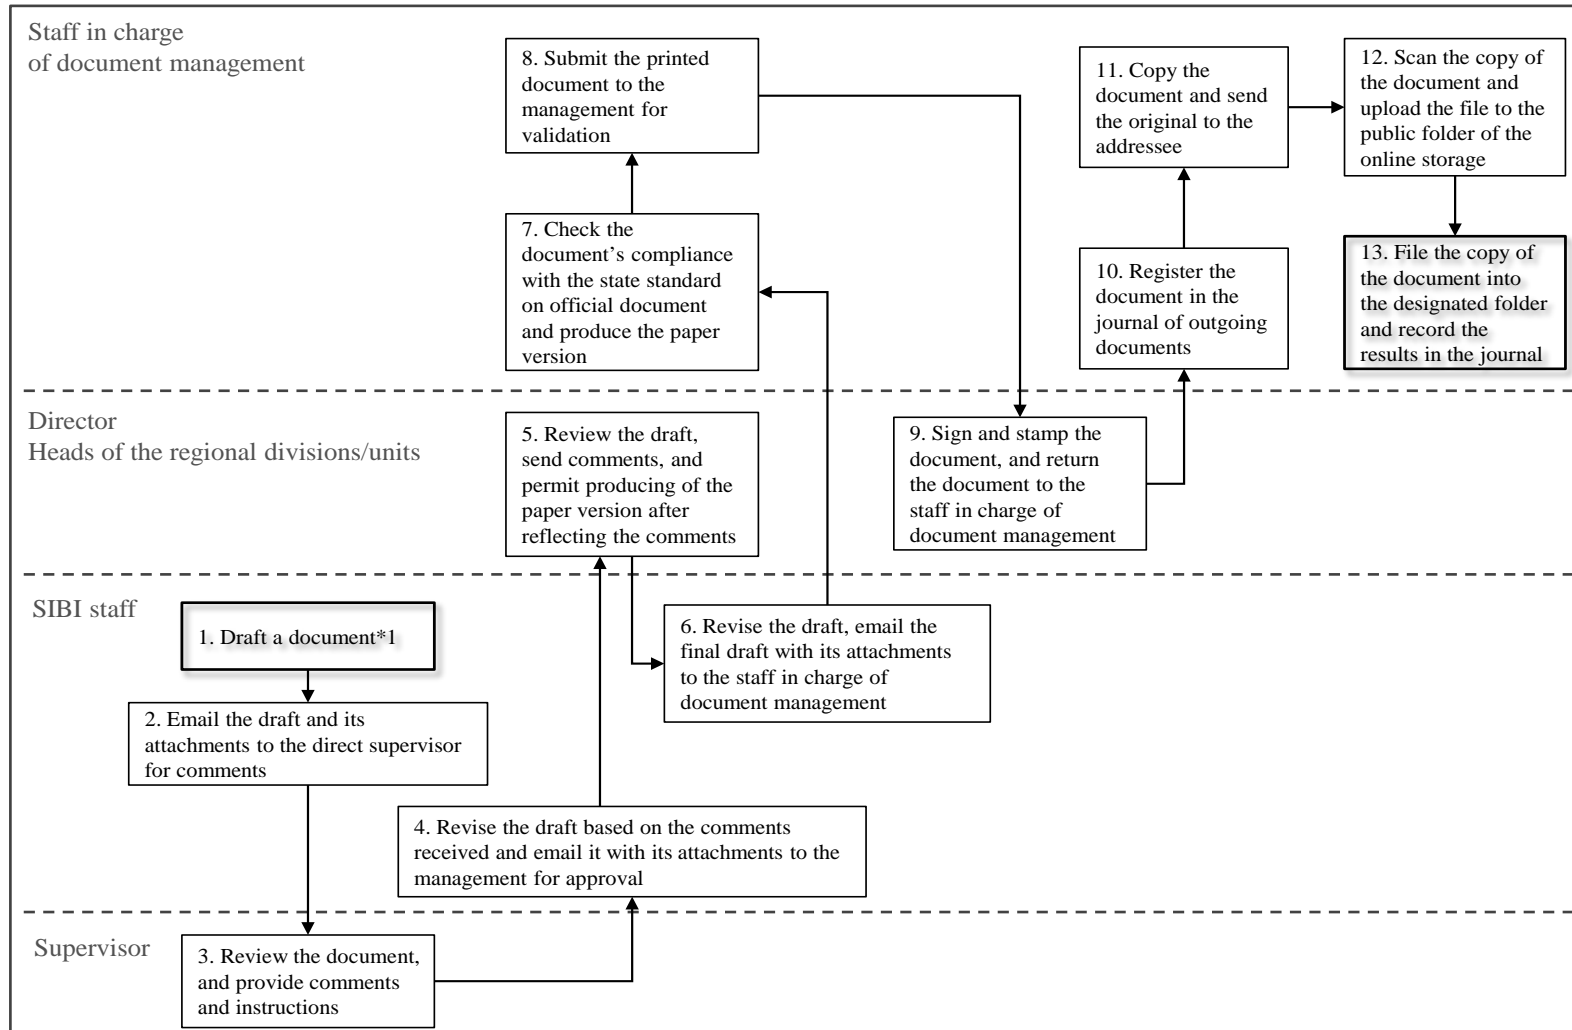 Staff in charge
of document management
8. Submit the printed
document to the
management for
validation
11. Copy the
document and send
the original to the
addressee
12. Scan the copy of
the document and
upload the file to the
public folder of the
online storage
7. Check the
document’s compliance
with the state standard
on official document
and produce the paper
version
10. Register the
document in the
journal of outgoing
documents
13. File the copy of
the document into
the designated folder
and record the
results in the journal
Director
Heads of the regional divisions/units
5. Review the draft,
send comments, and
permit producing of the
paper version after
reflecting the comments
9. Sign and stamp the
document, and return
the document to the
staff in charge of
document management
SIBI staff
1. Draft a document*1
6. Revise the draft, email the
final draft with its attachments
to the staff in charge of
document management
2. Email the draft and its
attachments to the direct supervisor
for comments
4. Revise the draft based on the comments
received and email it with its attachments to the
management for approval
Supervisor
3. Review the document,
and provide comments
and instructions